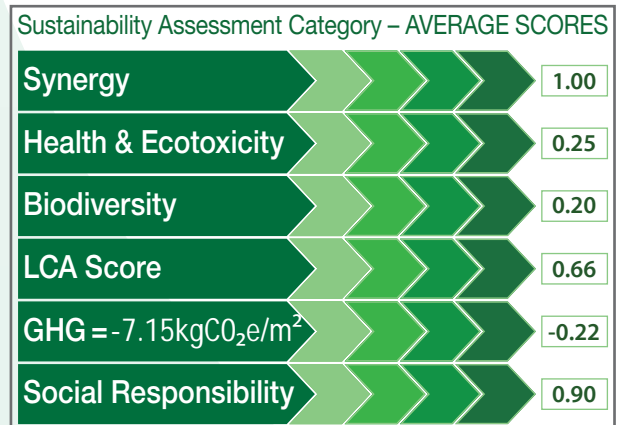 Sustainability Assessment Category – AVERAGE SCORES
Synergy 1.00
Health & Ecotoxicity 0.25
Biodiversity 0.20
LCA Score 0.66
GHG = -7.15kgC0₂e/m² -0.22
Social Responsibility 0.90